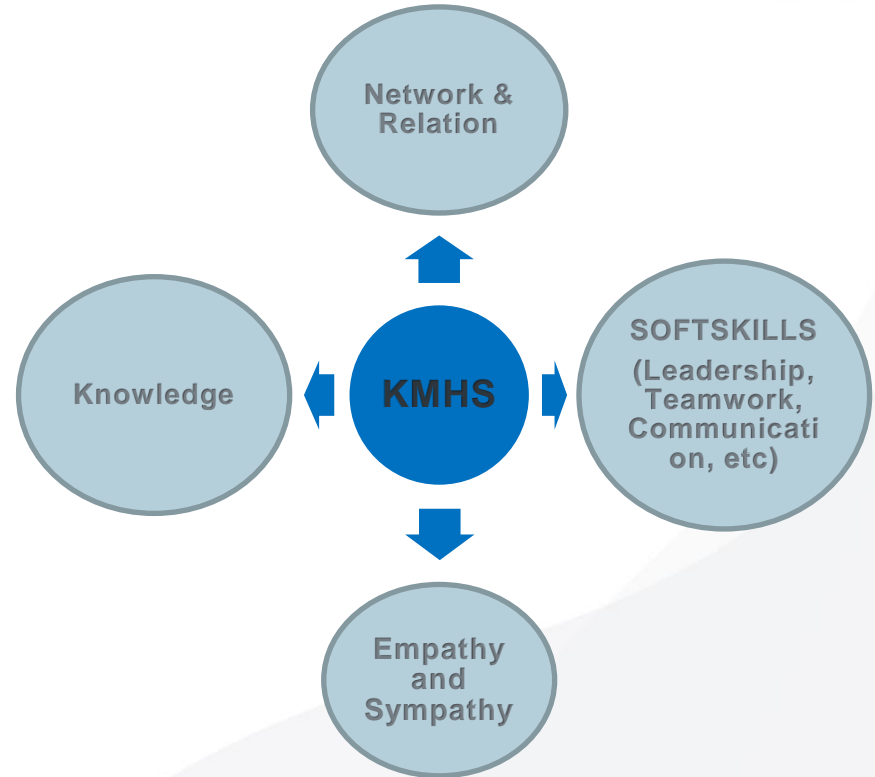 Network &
Relation
SOFTSKILLS
(Leadership,
Teamwork,
Communicati
on, etc)
Knowledge
KMHS
Empathy
and
Sympathy